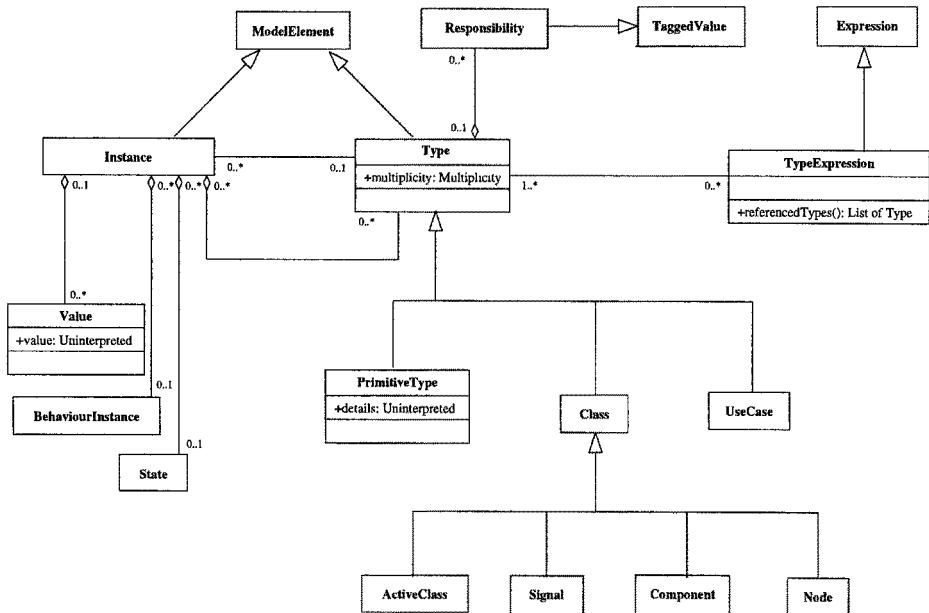 ModelElement
Responsibility
TaggedValue
Expression
0..*
0..1
Instance
0..*
0..1
Type
+multiplicity: Multiplicity
1..*
0..*
TypeExpression
+referencedTypes(): List of Type
0..1
0..*
0..*
0..*
0..*
0..*
Value
+value: Uninterpreted
0..1
BehaviourInstance
0..1
State
PrimitiveType
+details: Uninterpreted
Class
UseCase
ActiveClass
Signal
Component
Node